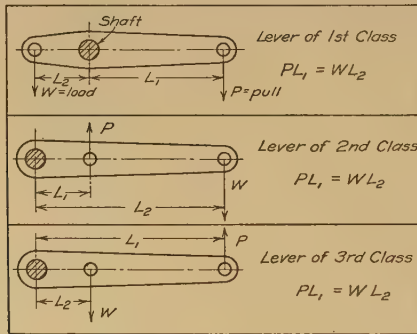 Shaft
Lever of 1st Class
L₂
L₁
PL₁ = WL₂
W=load
P=pull
P
Lever of 2nd Class
L₁
W
PL₁ = WL₂
L₂
L₁
P
Lever of 3rd Class
L₂
W
PL₁ = WL₂